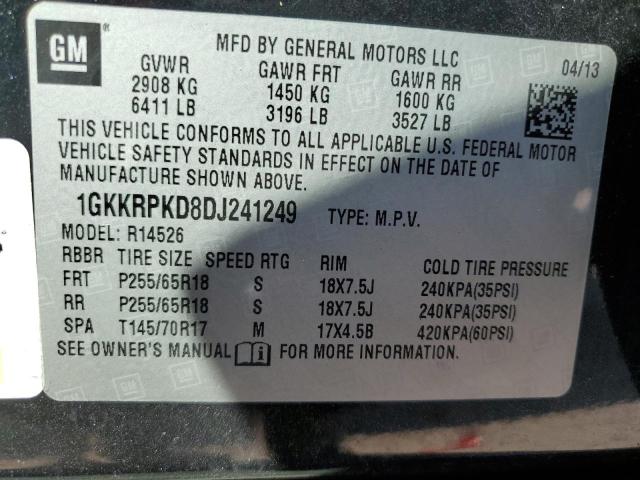 GM ®
MFD BY GENERAL MOTORS LLC
GVWR GAWR FRT GAWR RR 04/13
2908 KG 1450 KG 1600 KG
6411 LB 3196 LB 3527 LB
THIS VEHICLE CONFORMS TO ALL APPLICABLE U.S. FEDERAL MOTOR
VEHICLE SAFETY STANDARDS IN EFFECT ON THE DATE OF
MANUFACTURE SHOWN ABOVE.
1GKKRPKD8DJ241249 TYPE: M.P.V.
MODEL: R14526
RBBR TIRE SIZE SPEED RTG RIM COLD TIRE PRESSURE
FRT P255/65R18 S 18X7.5J 240KPA(35PSI)
RR P255/65R18 S 18X7.5J 240KPA(35PSI)
SPA T145/70R17 M 17X4.5B 420KPA(60PSI)
SEE OWNER'S MANUAL FOR MORE INFORMATION.